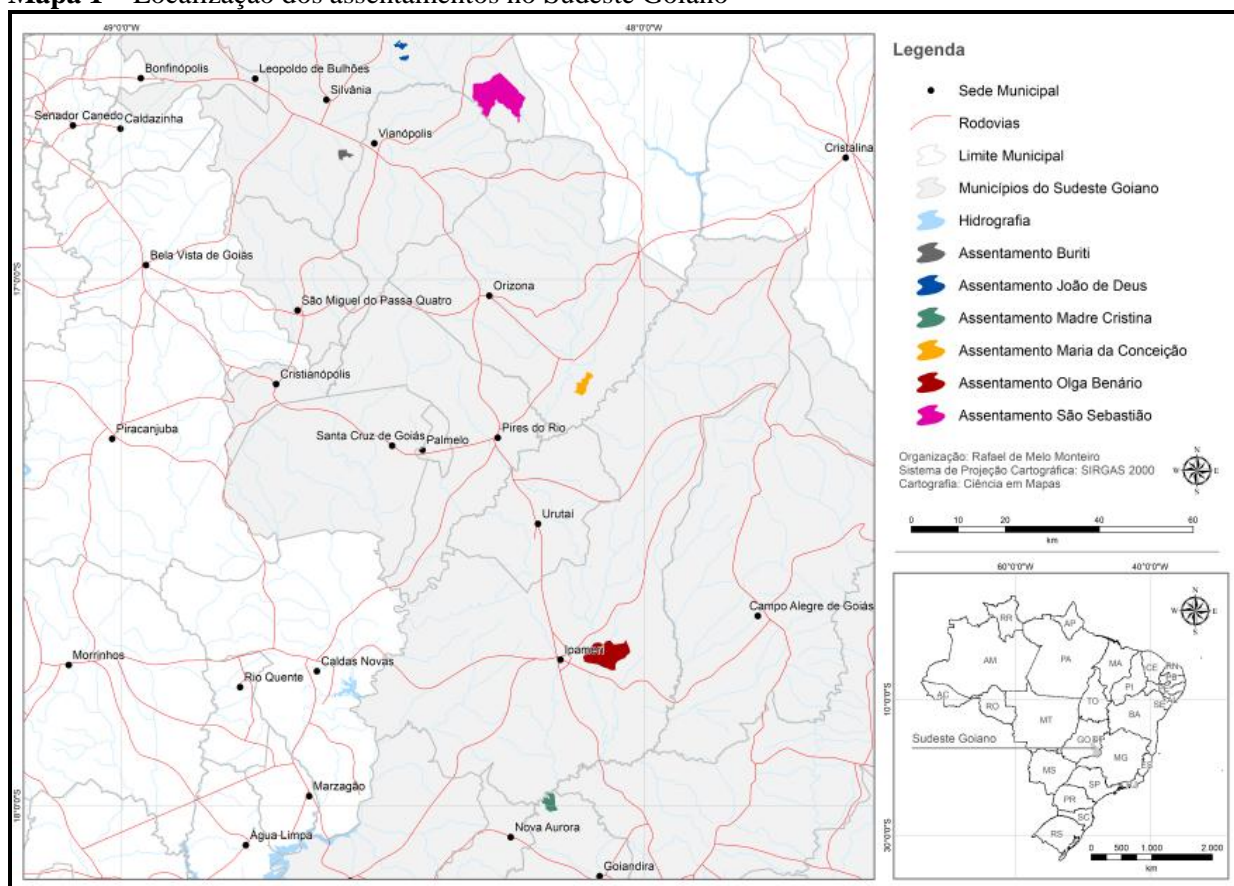 Mapa 1 – Localização dos assentamentos no Sudeste Goiano
49°0'0"W
48°0'0"W
Bonfinópolis
Leopoldo de Bulhões
Silvânia
Senador Canedo
Caldazinha
Vianópolis
Cristalina
Bela Vista de Goiás
17°0'0"S
Orizona
São Miguel do Passa Quatro
Cristianópolis
Piracanjuba
Santa Cruz de Goiás
Palmelo
Pires do Rio
Urutaí
Campo Alegre de Goiás
Morrinhos
Ipameri
Caldas Novas
Rio Quente
Marzagão
18°0'0"S
Nova Aurora
Água Limpa
Goiandira
Legenda
Sede Municipal
Rodovias
Limite Municipal
Municípios do Sudeste Goiano
Hidrografia
Assentamento Buriti
Assentamento João de Deus
Assentamento Madre Cristina
Assentamento Maria da Conceição
Assentamento Olga Benário
Assentamento São Sebastião
Organização: Rafael de Melo Monteiro
Sistema de Projeção Cartográfica: SIRGAS 2000
Cartografia: Ciência em Mapas
N
W E
S
0 10 20 40 60
km
60°0'0"W
40°0'0"W
N
W E
S
RR
AP
AM
PA
MA
CE
RN
PB
PI
AC
TO
AL
SE
RO
10°0'0"S
BA
MT
Sudeste Goiano
GO
DF
MG
ES
MS
SP
RJ
PR
SC
RS
30°0'0"S
0 500 1.000 2.000
km